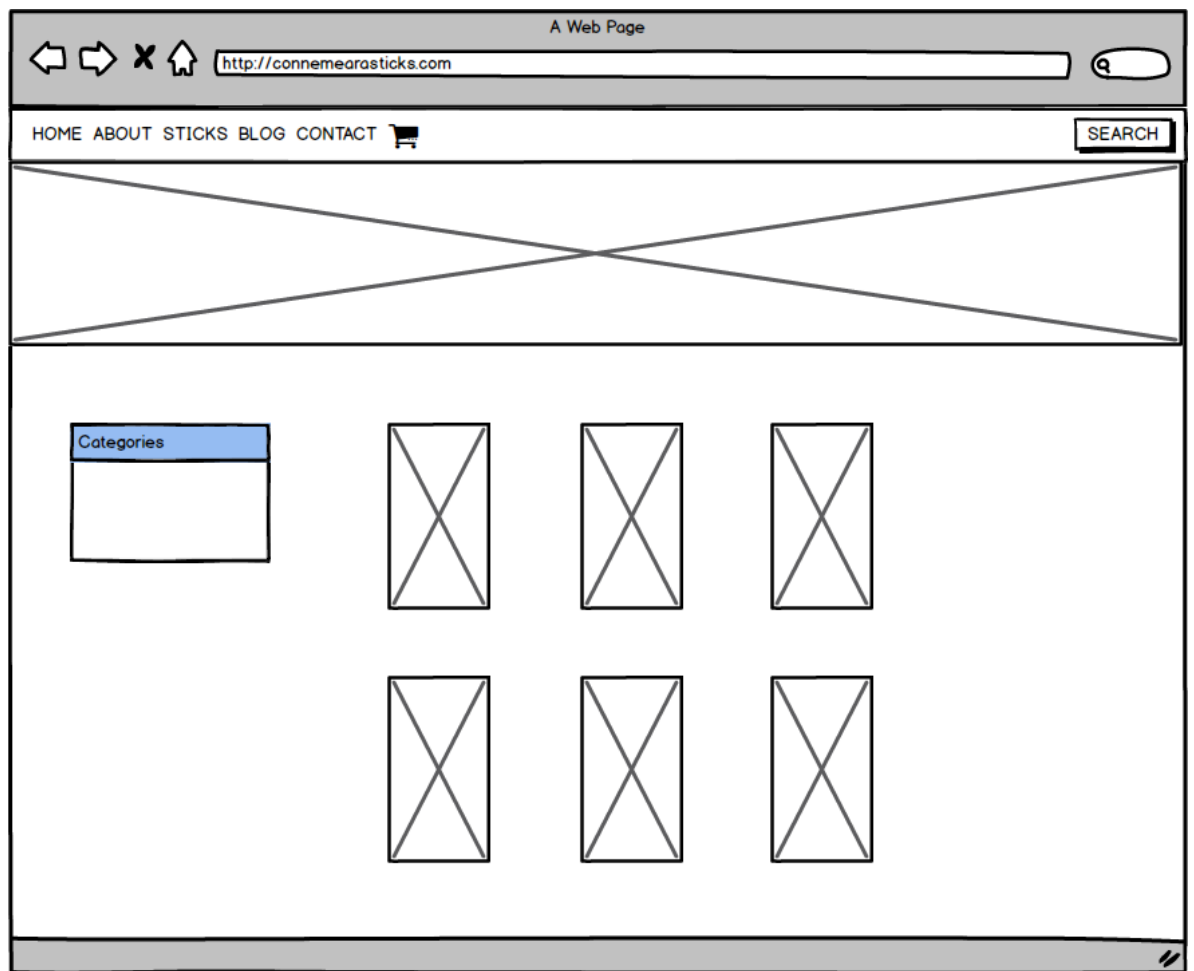 A Web Page
http://connemearasticks.com
HOME ABOUT STICKS BLOG CONTACT
SEARCH
Categories